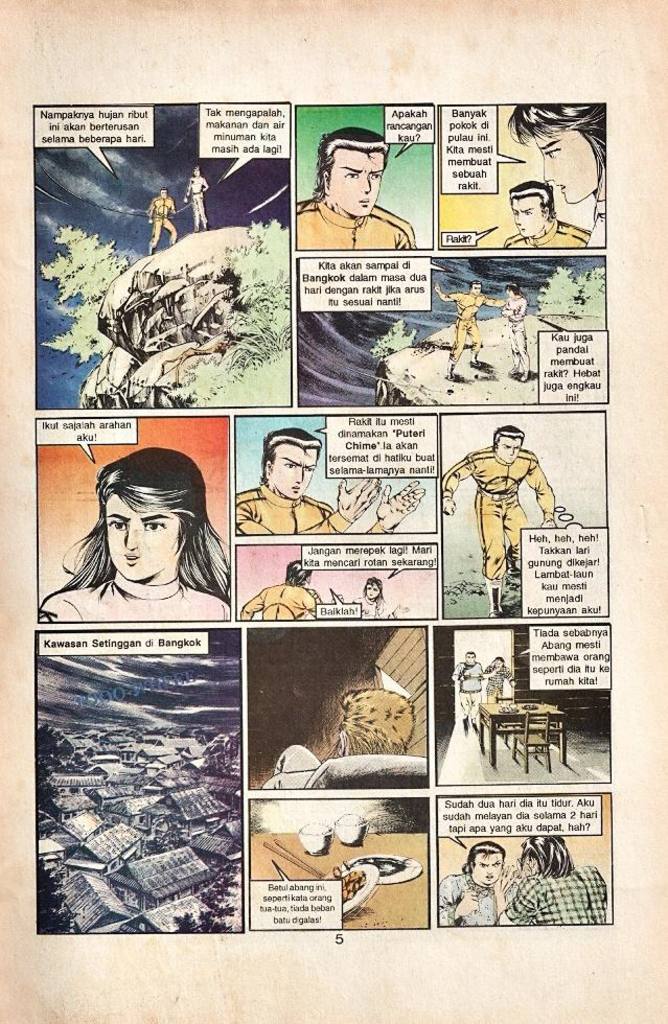 Nampaknya hujan ribut
ini akan berterusan
selama beberapa hari.
Tak mengapalah,
makanan dan air
minuman kita
masih ada lagi!
Apakah
rancangan
kau?
Banyak
pokok di
pulau ini.
Kita mesti
membuat
sebuah
rakit.
Rakit?
Kita akan sampai di
Bangkok dalam masa dua
hari dengan rakit jika arus
itu sesuai nanti!
Kau juga
pandai
membuat
rakit? Hebat
juga engkau
ini!
Ikut sajalah arahan
aku!
Rakit itu mesti
dinamakan "Puteri
Chime". Ia akan
tersemat di hatiku buat
selama-lamanya nanti!
Jangan merepek lagi! Mari
kita mencari rotan sekarang!
Baiklah!
Heh, heh, heh!
Takkan lari
gunung dikejar!
Lambat-laun
kau mesti
menjadi
kepunyaan aku!
Kawasan Setinggan di Bangkok
Tiada sebabnya
Abang mesti
membawa orang
seperti dia itu ke
rumah kita!
Betul abang ini,
seperti kata orang
tua-tua, tiada beban
batu digalas!
Sudah dua hari dia itu tidur. Aku
sudah melayan dia selama 2 hari
tapi apa yang aku dapat, hah?
5